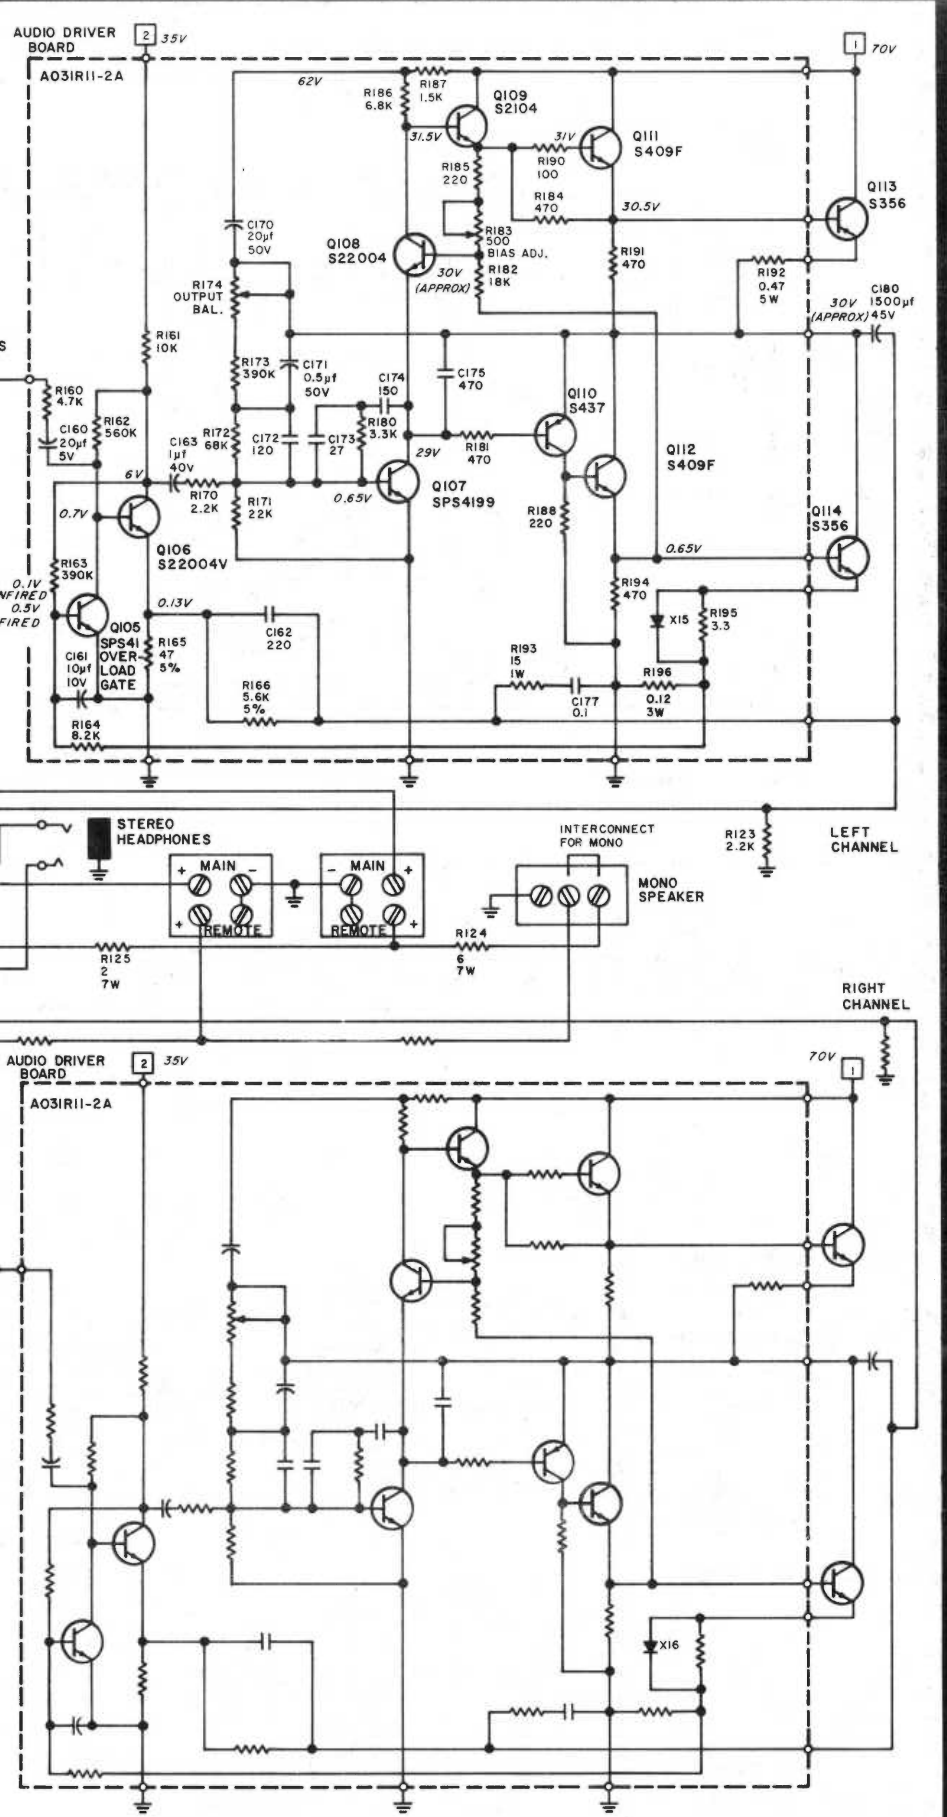 AUDIO DRIVER
BOARD
2
35V
1
70V
A03IRII-2A
62V
R186
6.8K
R187
1.5K
Q109
S2104
31.5V
31V
R190
100
Q111
S409F
R185
220
R184
470
30.5V
Q113
S356
C170
20µf
50V
Q108
S22004
R183
500
BIAS ADJ.
R191
470
30V
(APPROX)
R182
18K
R192
0.47
5W
R174
OUTPUT
BAL.
C180
1500µf
45V
30V
(APPROX)
S
R161
10K
R160
4.7K
R173
390K
C171
0.5µf
50V
C174
150
C175
470
Q110
S437
C160
20µf
5V
R162
560K
C163
1µf
40V
R172
68K
C172
120
C173
27
R180
3.3K
29V
R181
470
Q112
S409F
6V
R170
2.2K
R171
22K
0.65V
Q107
SPS4199
R188
220
0.7V
Q106
S22004V
Q114
S356
0.65V
R163
390K
0.1V
NFIRED
0.5V
FIRED
0.13V
Q105
SPS41
OVER-
LOAD
GATE
C162
220
R194
470
X15
R195
3.3
C161
10µf
10V
R165
47
5%
R193
15
1W
R166
5.6K
5%
C177
0.1
R196
0.12
3W
R164
8.2K
STEREO
HEADPHONES
INTERCONNECT
FOR MONO
R123
2.2K
LEFT
CHANNEL
+ MAIN -
- MAIN +
MONO
SPEAKER
+ REMOTE
REMOTE +
R125
2
7W
R124
6
7W
RIGHT
CHANNEL
AUDIO DRIVER
BOARD
2
35V
70V
1
A03IRII-2A
X16